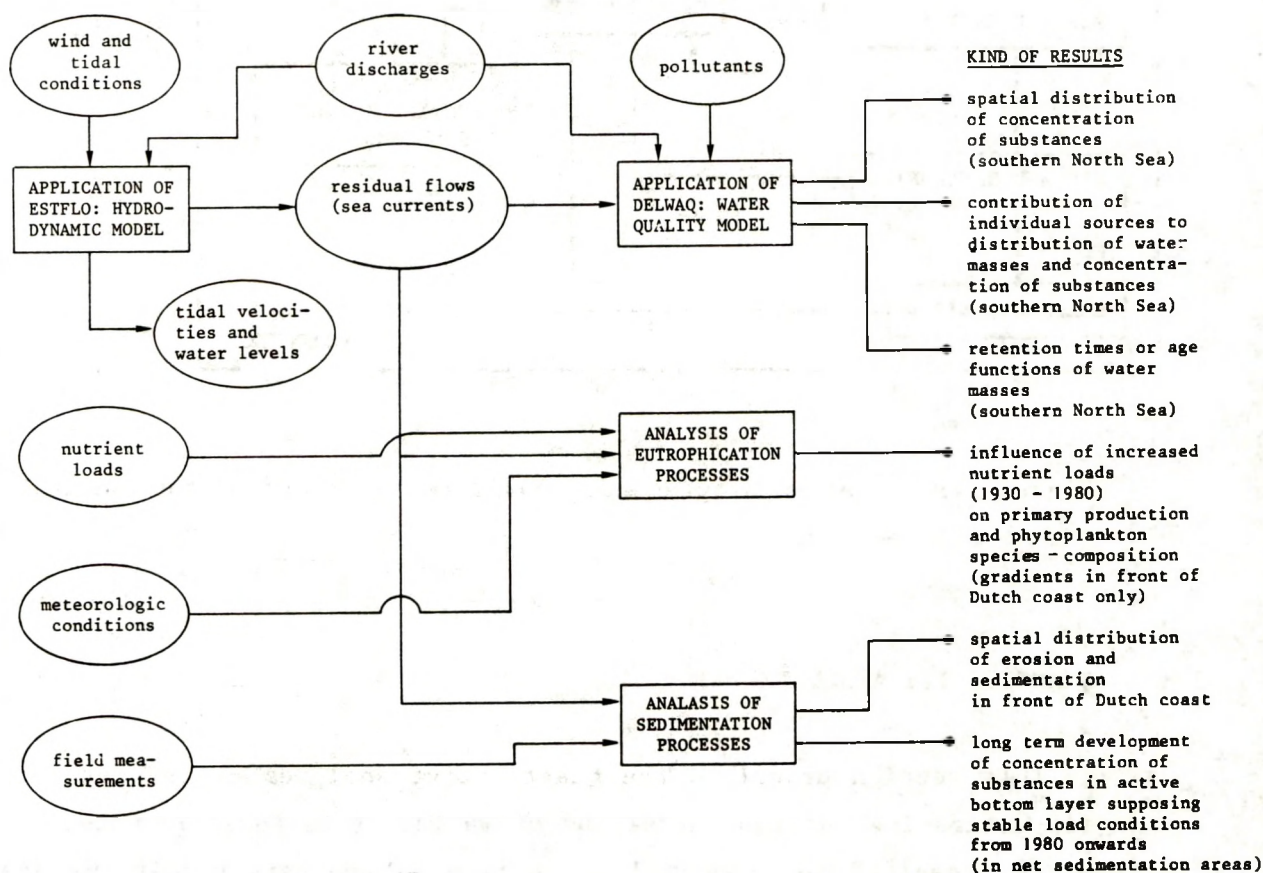 wind and
tidal
conditions
river
discharges
pollutants
APPLICATION OF
ESTFLO: HYDRO-
DYNAMIC MODEL
residual flows
(sea currents)
APPLICATION OF
DELWAQ: WATER
QUALITY MODEL
tidal veloci-
ties and
water levels
nutrient
loads
ANALYSIS OF
EUTROPHICATION
PROCESSES
meteorologic
conditions
ANALASIS OF
SEDIMENTATION
PROCESSES
field mea-
surements
KIND OF RESULTS
spatial distribution
of concentration
of substances
(southern North Sea)
contribution of
individual sources to
distribution of water
masses and concentra-
tion of substances
(southern North Sea)
retention times or age
functions of water
masses
(southern North Sea)
influence of increased
nutrient loads
(1930 - 1980)
on primary production
and phytoplankton
species - composition
(gradients in front of
Dutch coast only)
spatial distribution
of erosion and
sedimentation
in front of Dutch coast
long term development
of concentration of
substances in active
bottom layer supposing
stable load conditions
from 1980 onwards
(in net sedimentation areas)